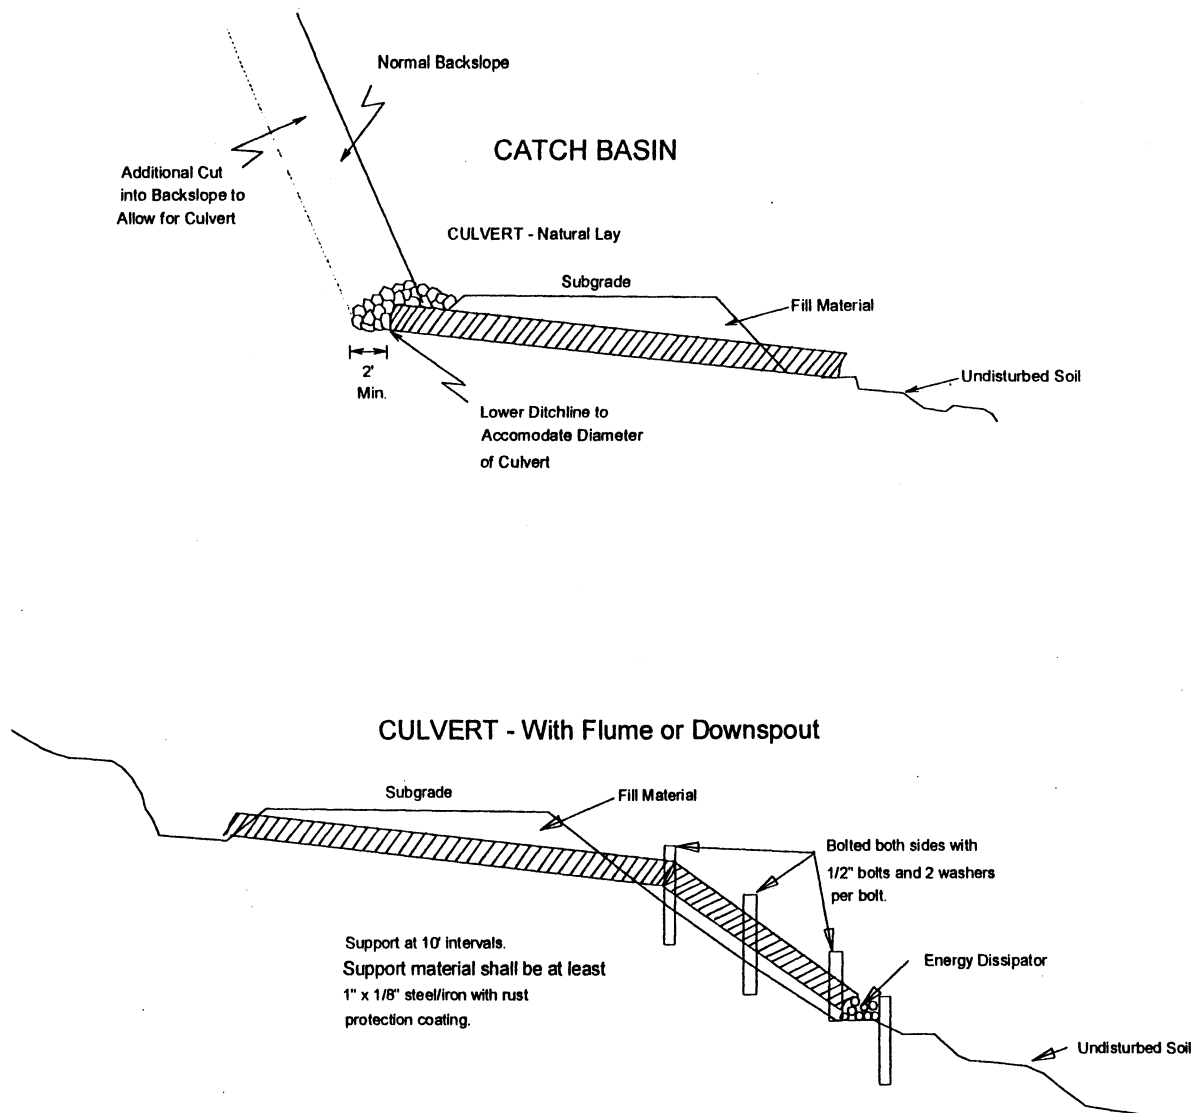 Normal Backslope
CATCH BASIN
Additional Cut
into Backslope to
Allow for Culvert
CULVERT - Natural Lay
Subgrade
Fill Material
2'
Min.
Undisturbed Soil
Lower Ditchline to
Accomodate Diameter
of Culvert
CULVERT - With Flume or Downspout
Subgrade
Fill Material
Bolted both sides with
1/2" bolts and 2 washers
per bolt.
Support at 10' intervals.
Support material shall be at least
1" x 1/8" steel/iron with rust
protection coating.
Energy Dissipator
Undisturbed Soil